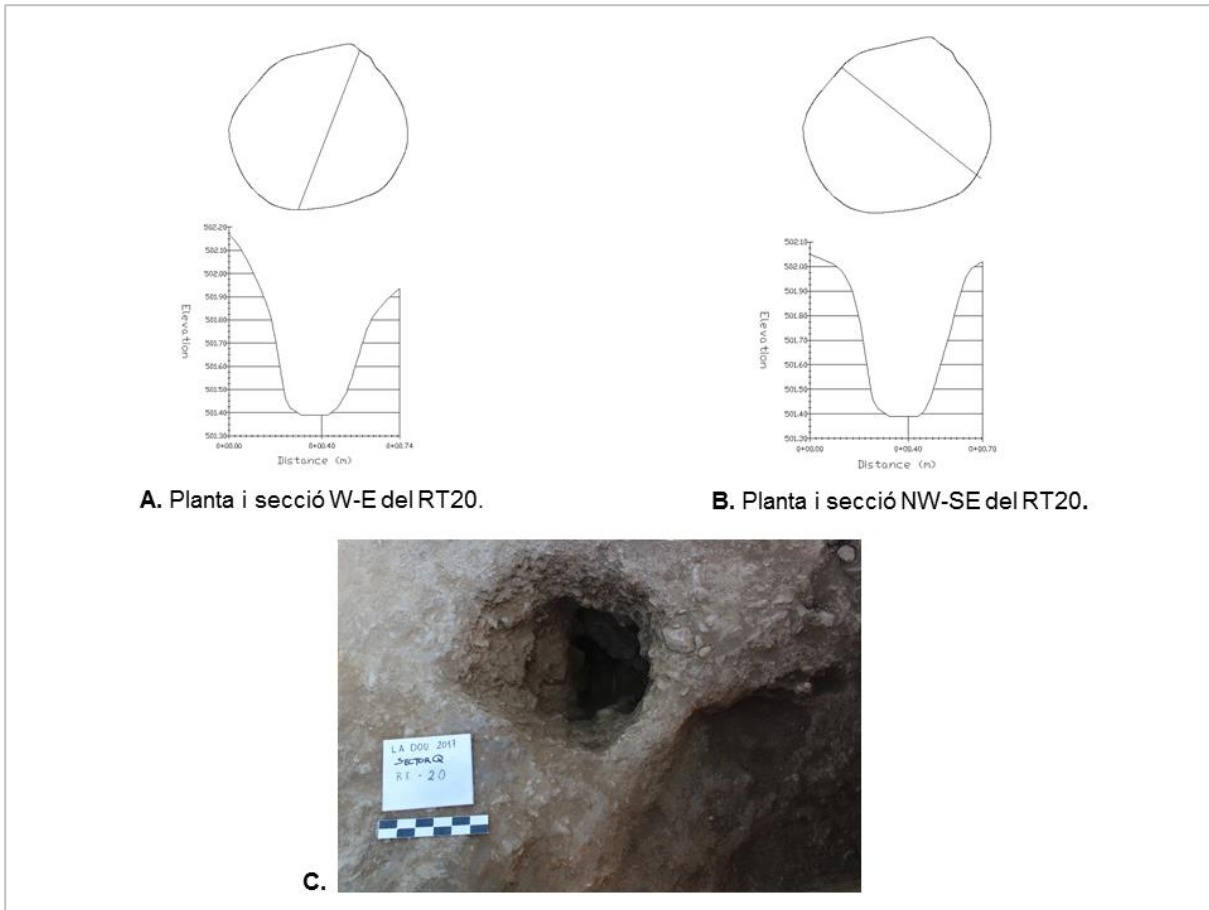 502.20
502.10
502.00
501.90
501.80
501.70
501.60
501.50
501.40
501.30
Elevation
0+00.00 0+00.40 0+00.74
Distance (m)
A. Planta i secció W-E del RT20.
502.10
502.00
501.90
501.80
501.70
501.60
501.50
501.40
501.30
Elevation
0+00.00 0+00.40 0+00.70
Distance (m)
B. Planta i secció NW-SE del RT20.
LA DOU 2017
SECTOR Q
RT - 20
C.